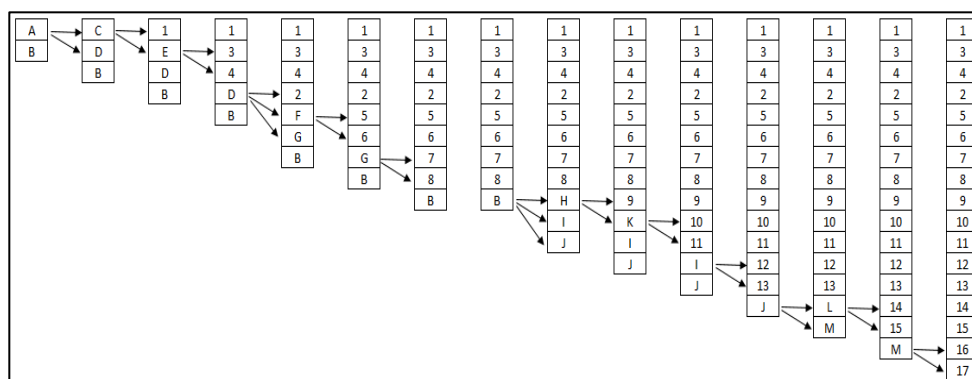 A C 1 1 1 1 1 1 1 1 1 1 1 1 1
B D E 3 3 3 3 3 3 3 3 3 3 3 3
B D 4 4 4 4 4 4 4 4 4 4 4 4
B D 2 2 2 2 2 2 2 2 2 2 2
B F 5 5 5 5 5 5 5 5 5 5
G 6 6 6 6 6 6 6 6 6 6
B G 7 7 7 7 7 7 7 7 7
B 8 8 8 8 8 8 8 8 8
B B H 9 9 9 9 9 9
I K 10 10 10 10 10
J I 11 11 11 11 11
J I 12 12 12 12
J 13 13 13 13
J L 14 14
M 15 15
M 16
17